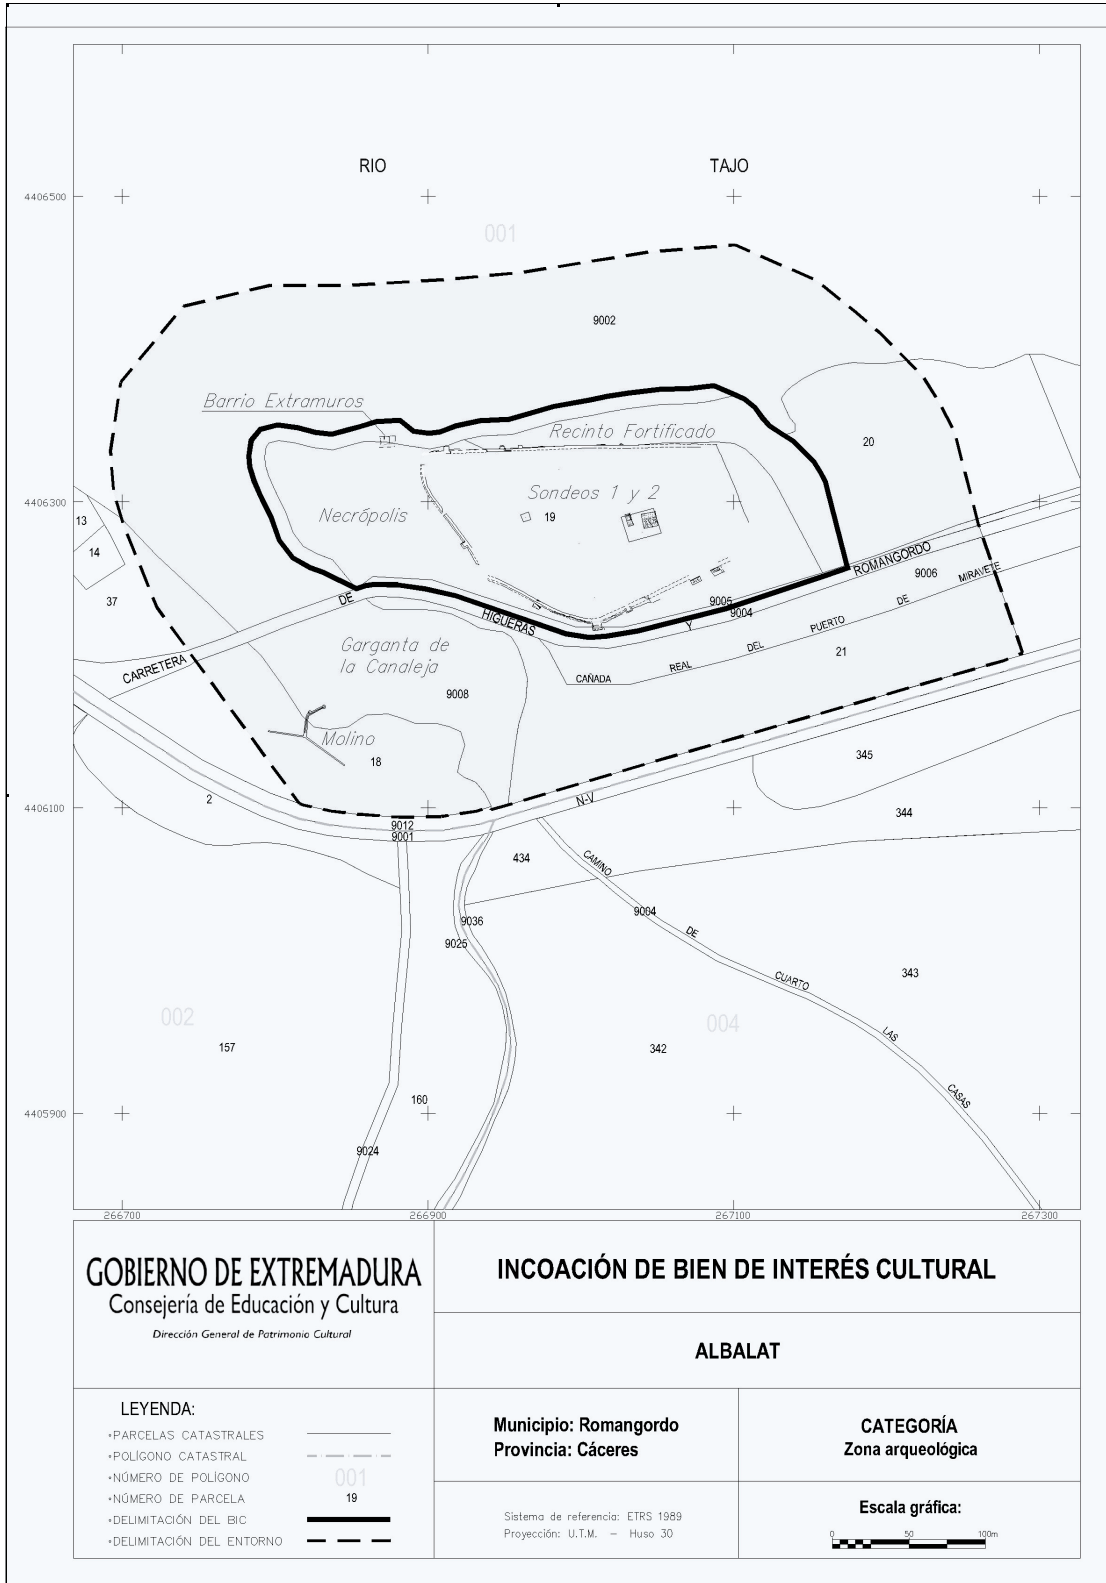 RIO TAJO
4406500
001
9002
Barrio Extramuros
Recinto Fortificado
20
Sondeos 1 y 2
4406300
Necrópolis
19
13
14
ROMANGORDO
9006
MIRAVETE
37
DE
9005
DE
9004
HIGUERAS
Y
PUERTO
Garganta de
la Canaleja
DEL
21
CARRETERA
REAL
CAÑADA
9008
Molino
18
345
2
N-V
4406100
344
9012
9001
434
CAMINO
9004
9036
DE
9025
343
CUARTO
002
004
LAS
157
342
CASAS
160
4405900
9024
266700 266900 267100 267300
GOBIERNO DE EXTREMADURA
Consejería de Educación y Cultura
Dirección General de Patrimonio Cultural
INCOACIÓN DE BIEN DE INTERÉS CULTURAL
ALBALAT
LEYENDA:
•PARCELAS CATASTRALES
•POLÍGONO CATASTRAL
•NÚMERO DE POLÍGONO 001
•NÚMERO DE PARCELA 19
•DELIMITACIÓN DEL BIC
•DELIMITACIÓN DEL ENTORNO
Municipio: Romangordo
Provincia: Cáceres
CATEGORÍA
Zona arqueológica
Sistema de referencia: ETRS 1989
Proyección: U.T.M. – Huso 30
Escala gráfica:
0 50 100m